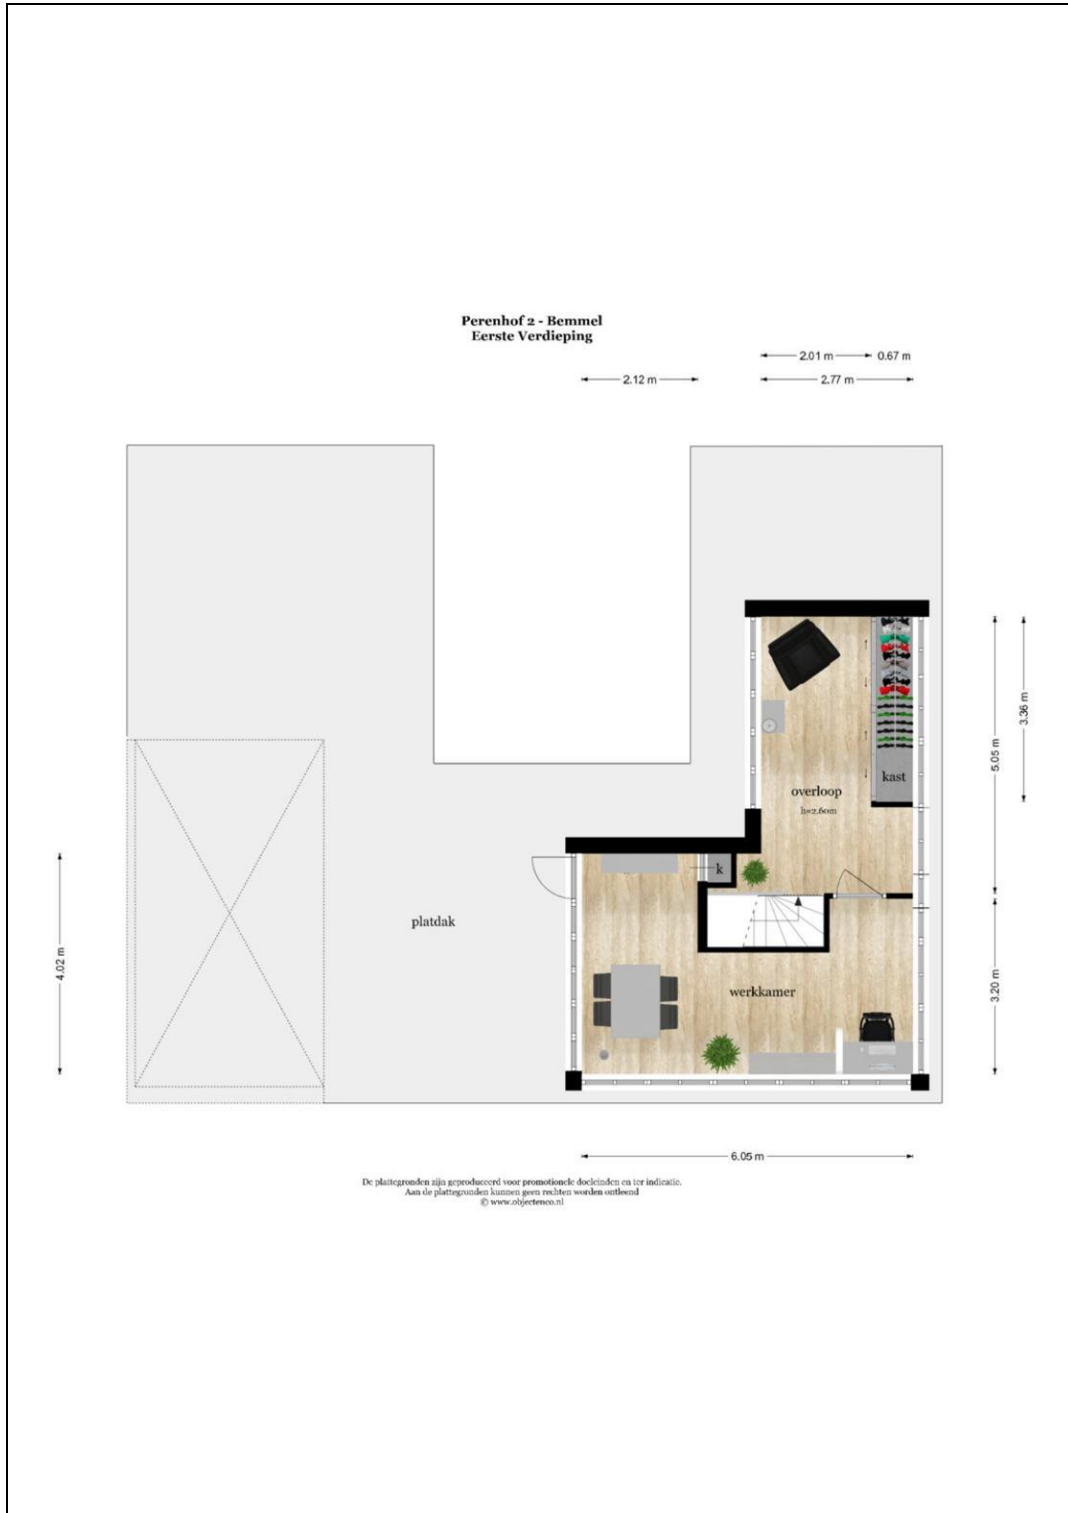 Perenhof 2 - Bemmel
Eerste Verdieping
2.01 m
0.67 m
2.12 m
2.77 m
3.36 m
5.05 m
kast
overloop
h=2.60m
k
platdak
4.02 m
werkkamer
3.20 m
6.05 m
De plattegronden zijn geproduceerd voor promotionele doeleinden en ter indicatie.
Aan de plattegronden kunnen geen rechten worden ontleend
© www.objectenco.nl